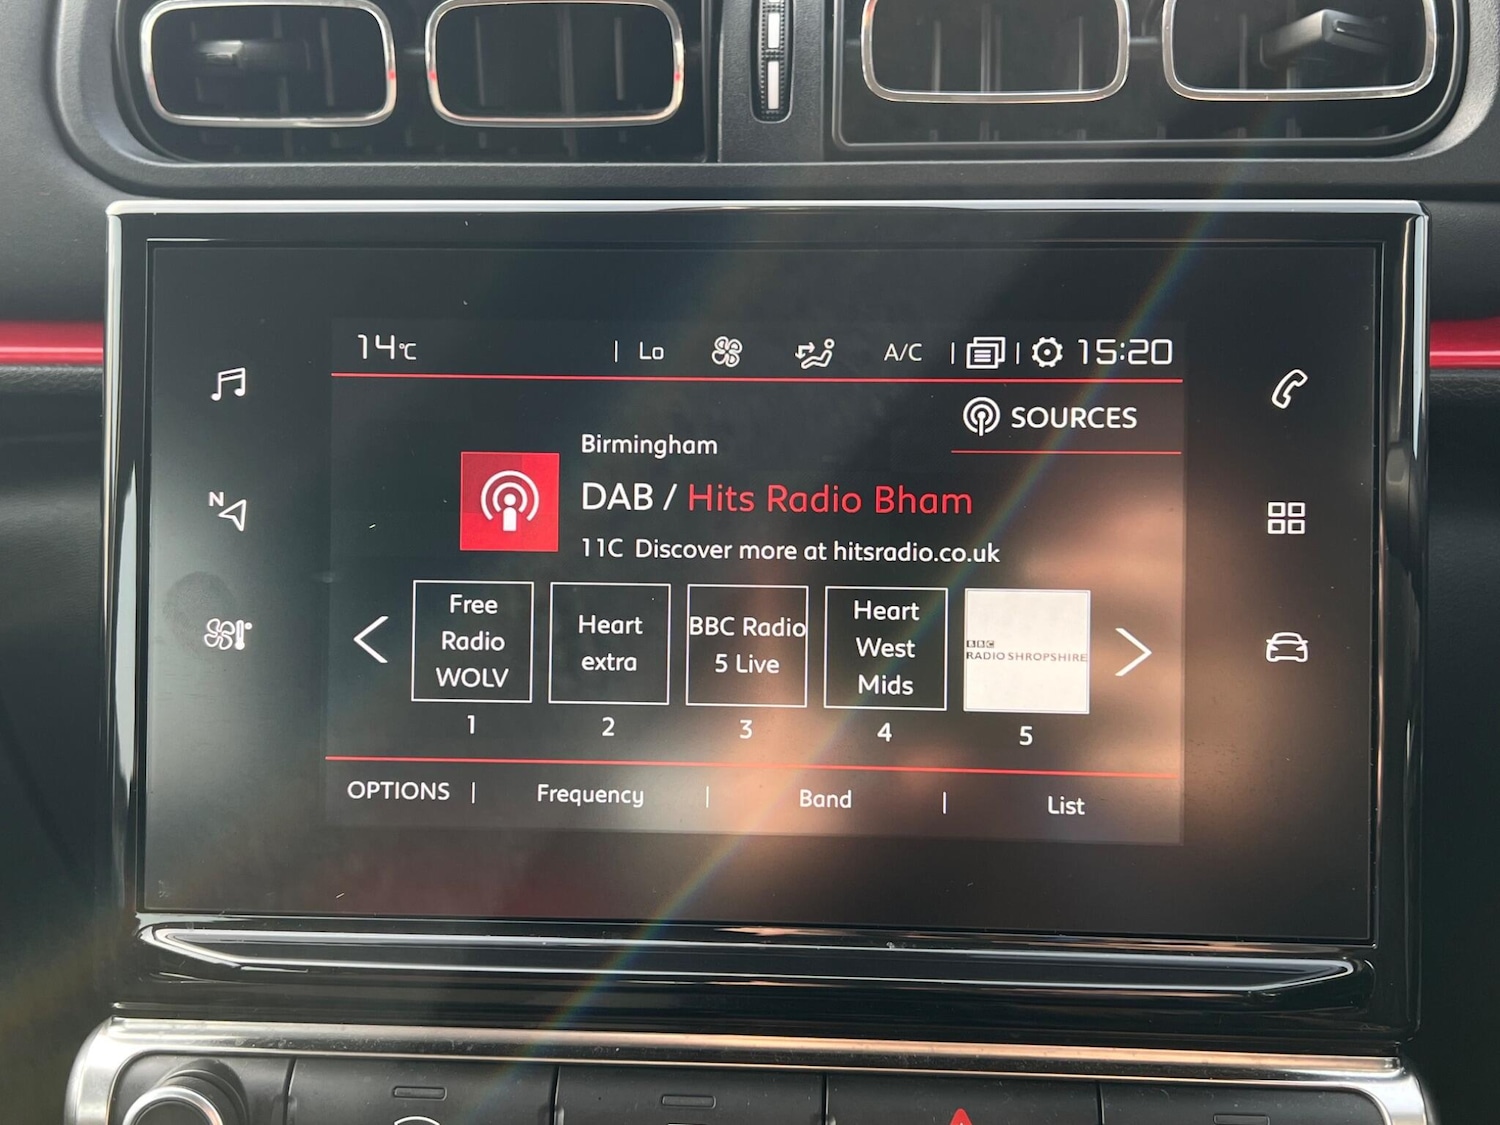 14°C | Lo A/C | | 15:20
SOURCES
Birmingham
DAB / Hits Radio Bham
11C Discover more at hitsradio.co.uk
N
Free
Radio
WOLV
Heart
extra
BBC Radio
5 Live
Heart
West
Mids
BBC
RADIO SHROPSHIRE
1 2 3 4 5
OPTIONS | Frequency | Band | List